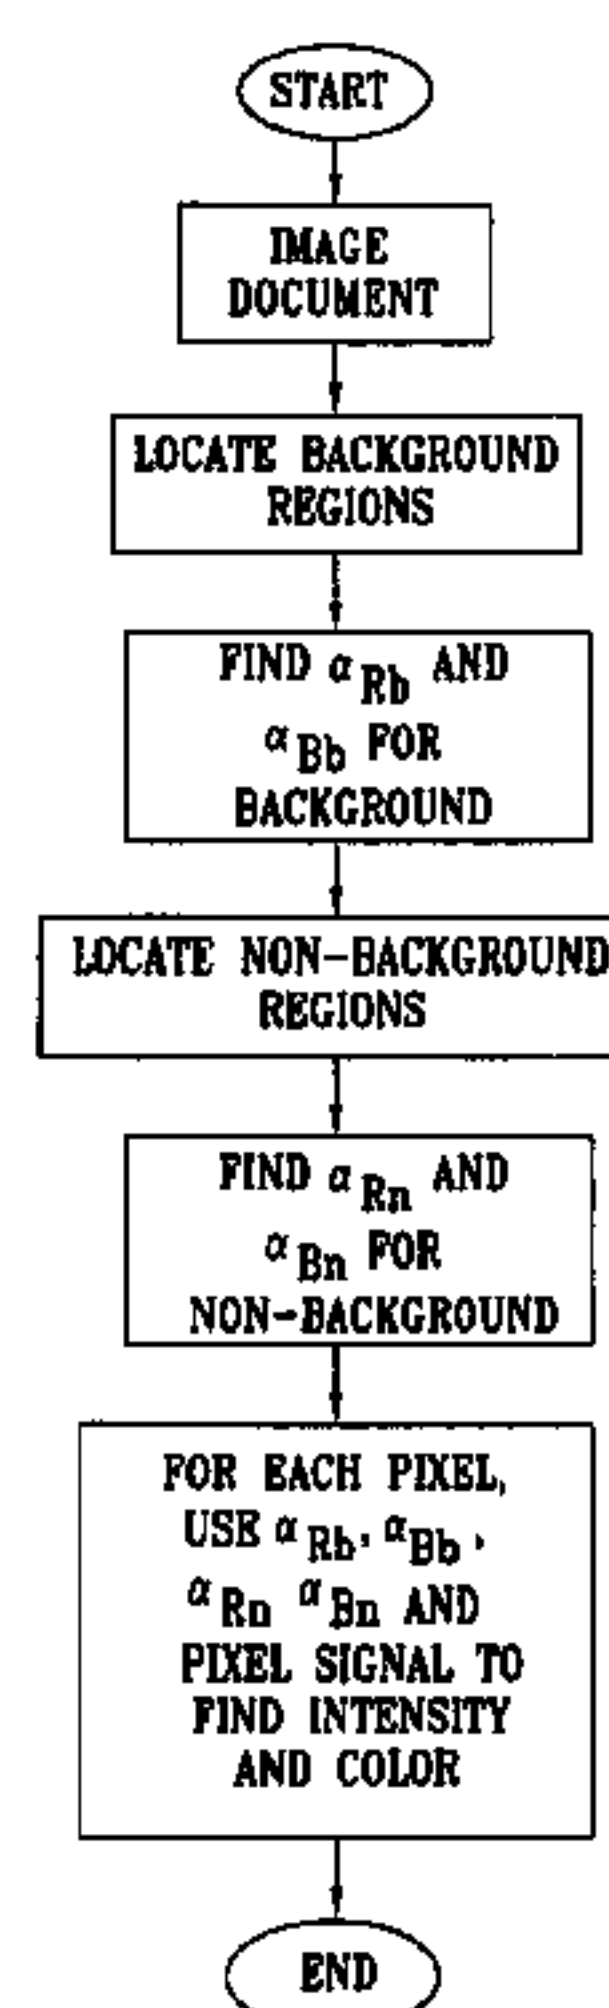 START
IMAGE
DOCUMENT
LOCATE BACKGROUND
REGIONS
FIND α Rb AND
α Bb FOR
BACKGROUND
LOCATE NON-BACKGROUND
REGIONS
FIND α Rn AND
α Bn FOR
NON-BACKGROUND
FOR EACH PIXEL,
USE α Rb, α Bb,
α Rn α Bn AND
PIXEL SIGNAL TO
FIND INTENSITY
AND COLOR
END